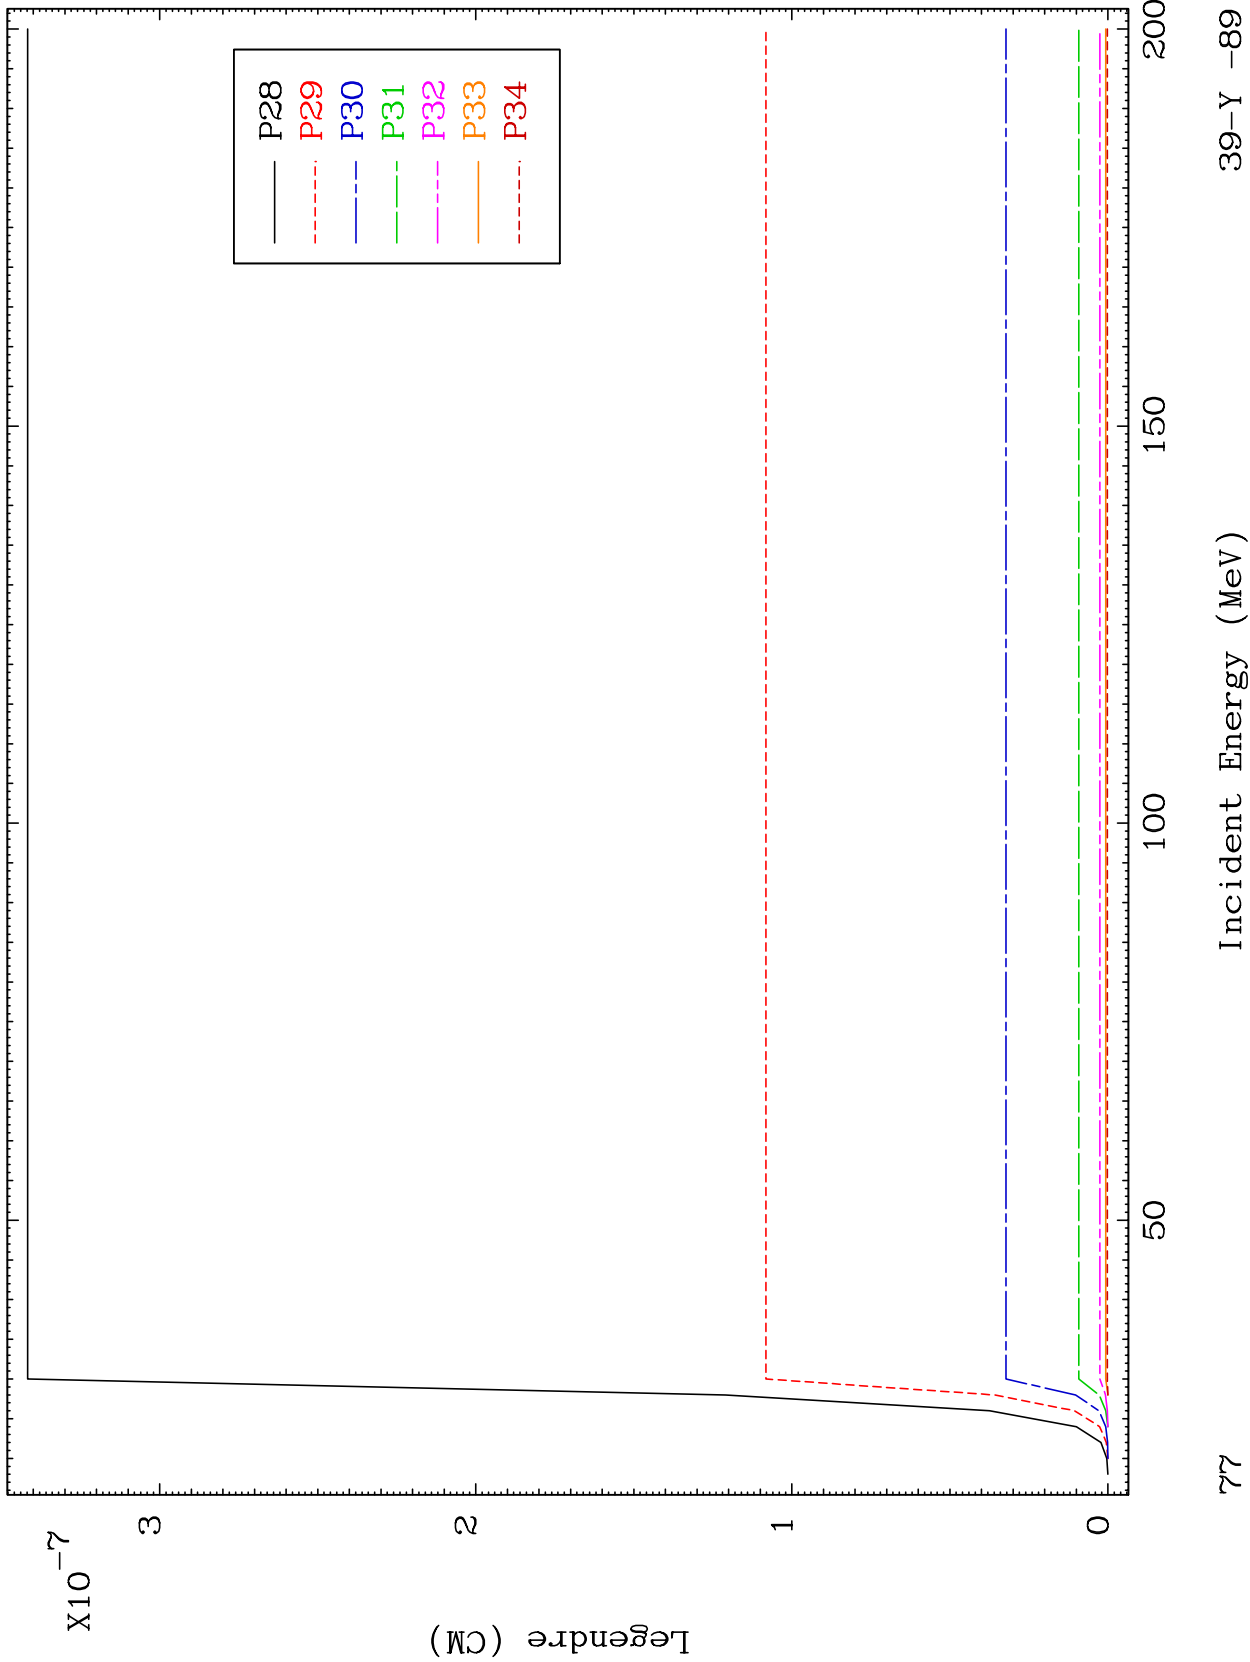 X10-7
3
2
1
0
Legendre (CM)
P28
P29
P30
P31
P32
P33
P34
50
100
150
200
Incident Energy (MeV)
77
39-Y -89